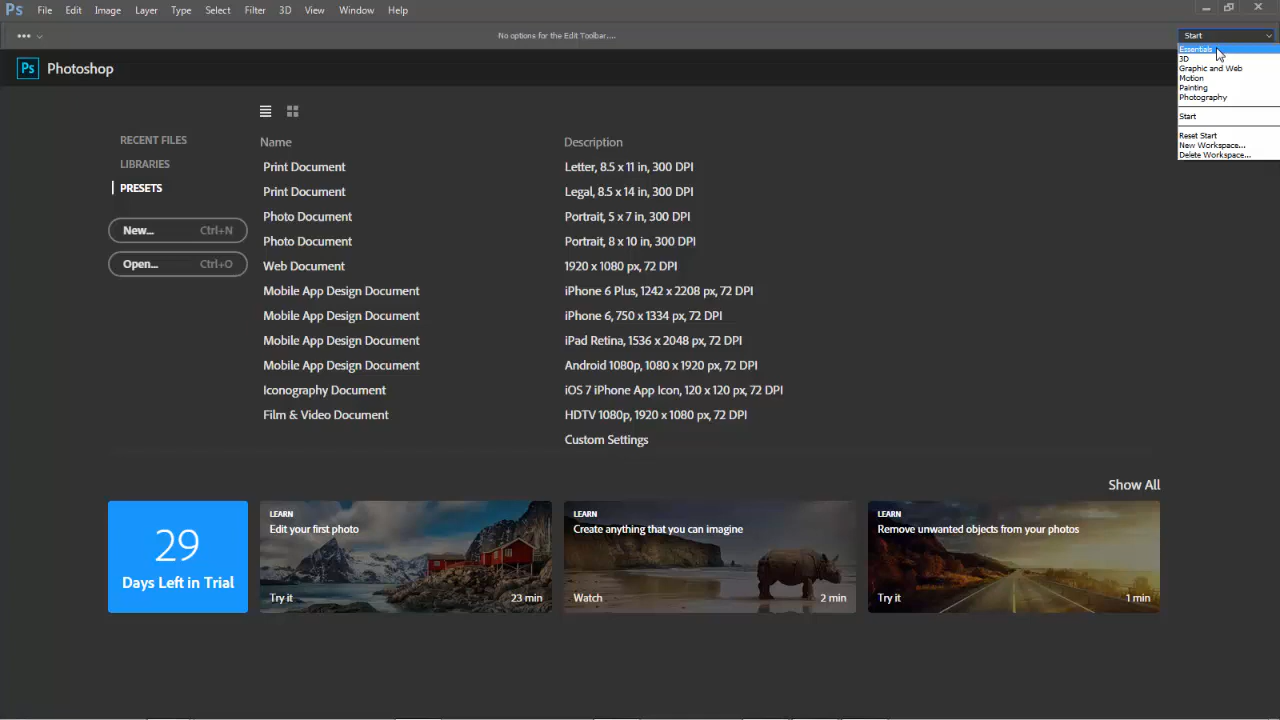 Ps File Edit Image Layer Type Select Filter 3D View Window Help
No options for the Edit Toolbar.... Start
Essentials
3D
Graphic and Web
Motion
Painting
Photography
Start
Reset Start
New Workspace...
Delete Workspace...
Ps Photoshop
RECENT FILES
LIBRARIES
PRESETS
New... Ctrl+N
Open... Ctrl+O
Name Description
Print Document Letter, 8.5 x 11 in, 300 DPI
Print Document Legal, 8.5 x 14 in, 300 DPI
Photo Document Portrait, 5 x 7 in, 300 DPI
Photo Document Portrait, 8 x 10 in, 300 DPI
Web Document 1920 x 1080 px, 72 DPI
Mobile App Design Document iPhone 6 Plus, 1242 x 2208 px, 72 DPI
Mobile App Design Document iPhone 6, 750 x 1334 px, 72 DPI
Mobile App Design Document iPad Retina, 1536 x 2048 px, 72 DPI
Mobile App Design Document Android 1080p, 1080 x 1920 px, 72 DPI
Iconography Document iOS 7 iPhone App Icon, 120 x 120 px, 72 DPI
Film & Video Document HDTV 1080p, 1920 x 1080 px, 72 DPI
Custom Settings
Show All
29
Days Left in Trial
LEARN
Edit your first photo
Try it 23 min
LEARN
Create anything that you can imagine
Watch 2 min
LEARN
Remove unwanted objects from your photos
Try it 1 min